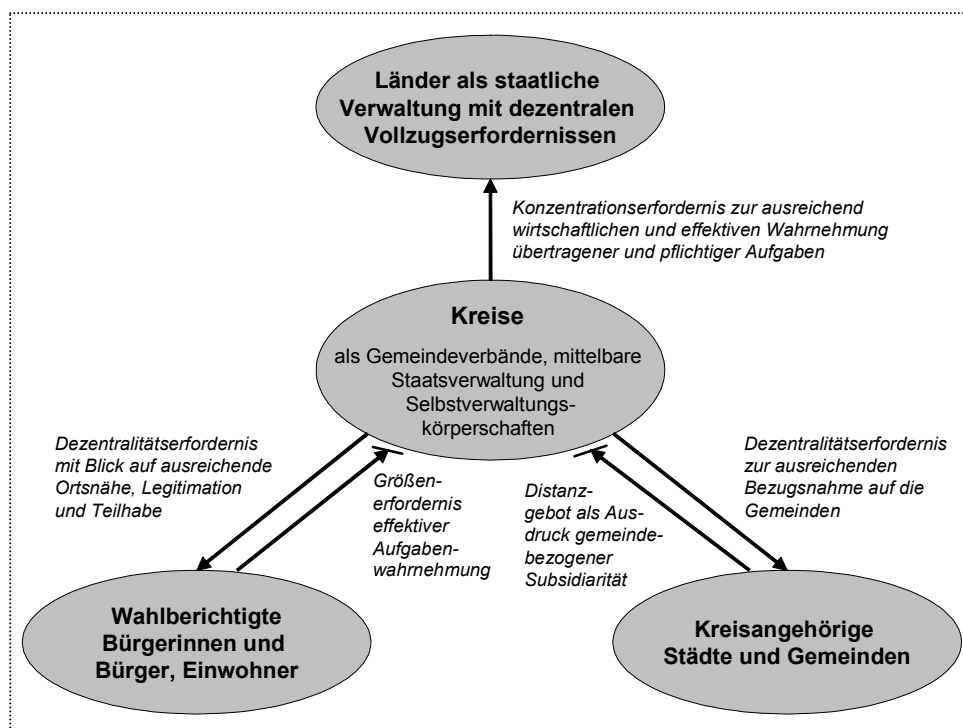 Länder als staatliche
Verwaltung mit dezentralen
Vollzugserfordernissen
Konzentrationserfordernis zur ausreichend
wirtschaftlichen und effektiven Wahrnehmung
übertragener und pflichtiger Aufgaben
Kreise
als Gemeindeverbände, mittelbare
Staatsverwaltung und
Selbstverwaltungs-
körperschaften
Dezentralitätserfordernis
mit Blick auf ausreichende
Ortsnähe, Legitimation
und Teilhabe
Größen-
erfordernis
effektiver
Aufgaben-
wahrnehmung
Distanz-
gebot als Aus-
druck gemeinde-
bezogener
Subsidiarität
Dezentralitätserfordernis
zur ausreichenden
Bezugsnahme auf die
Gemeinden
Wahlberichtigte
Bürgerinnen und
Bürger, Einwohner
Kreisangehörige
Städte und Gemeinden